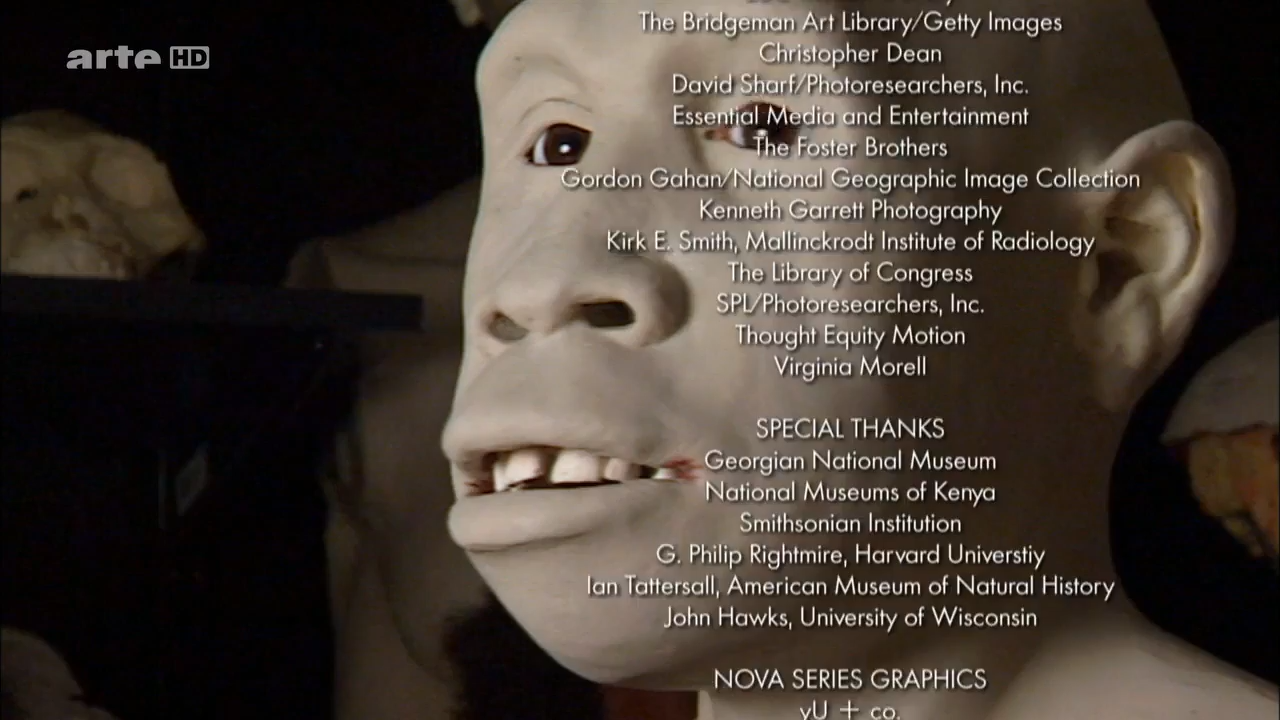 arte HD
The Bridgeman Art Library/Getty Images
Christopher Dean
David Sharf/Photoresearchers, Inc.
Essential Media and Entertainment
The Foster Brothers
Gordon Gahan/National Geographic Image Collection
Kenneth Garrett Photography
Kirk E. Smith, Mallinckrodt Institute of Radiology
The Library of Congress
SPL/Photoresearchers, Inc.
Thought Equity Motion
Virginia Morell
SPECIAL THANKS
Georgian National Museum
National Museums of Kenya
Smithsonian Institution
G. Philip Rightmire, Harvard Universtiy
Ian Tattersall, American Museum of Natural History
John Hawks, University of Wisconsin
NOVA SERIES GRAPHICS
yU + co.